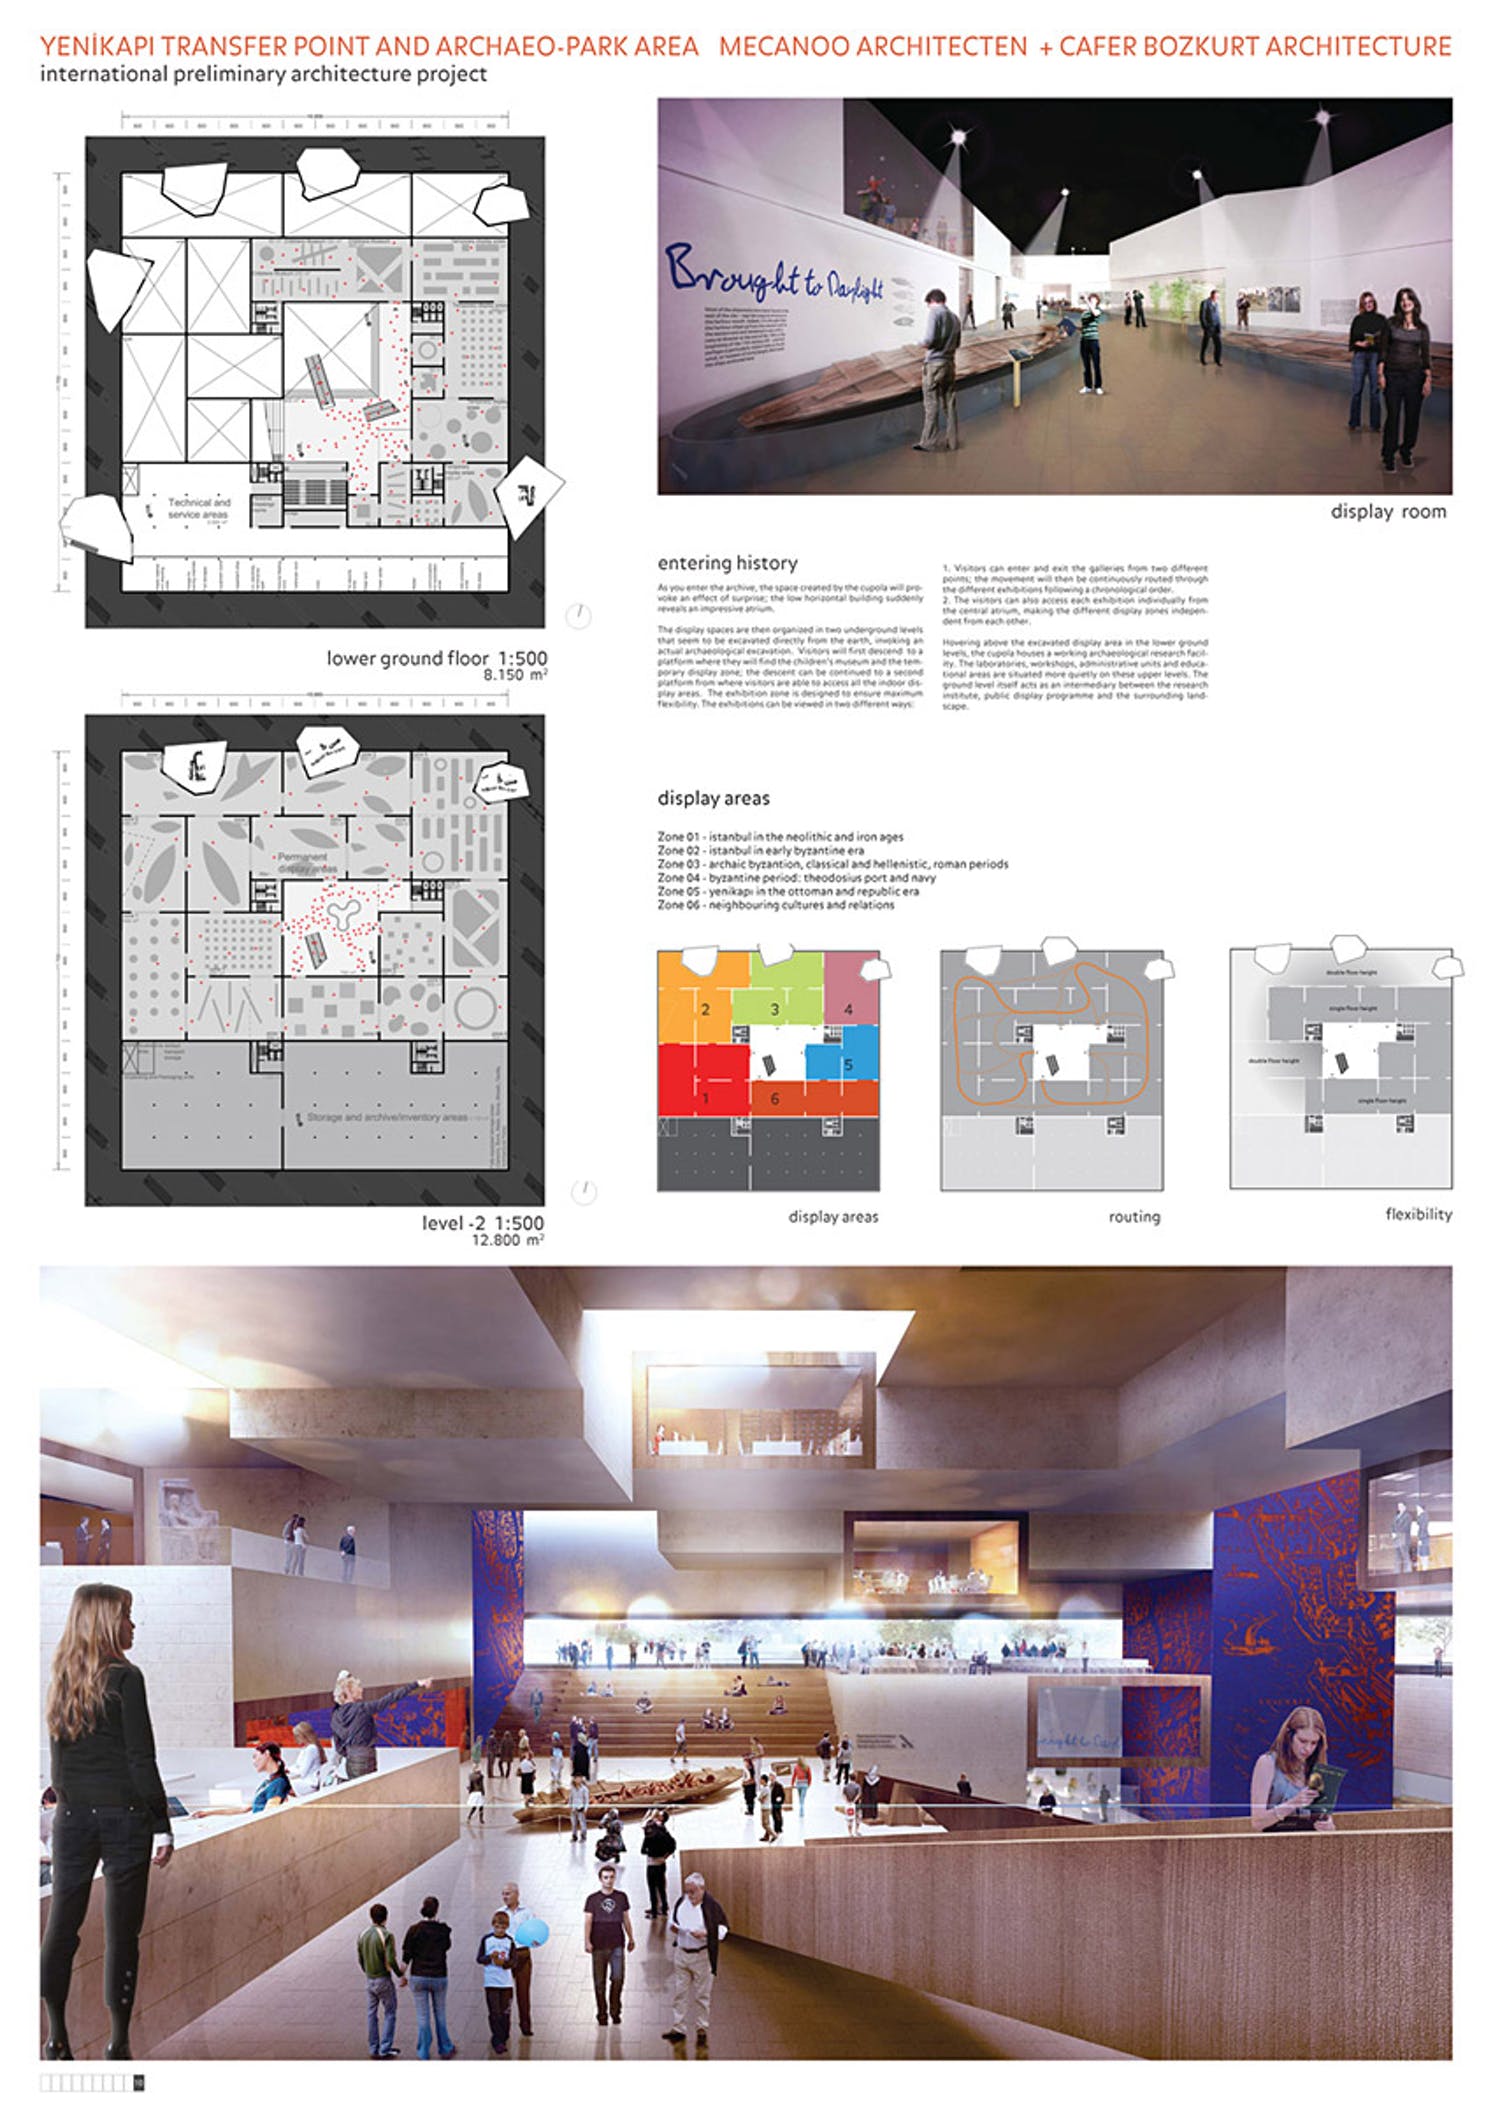 YENİKAPI TRANSFER POINT AND ARCHAEO-PARK AREA MECANOO ARCHITECTEN + CAFER BOZKURT ARCHITECTURE
international preliminary architecture project
Technical and
service areas
lower ground floor 1:500
8.150 m²
Brought to Daylight
display room
entering history
As you enter the archive, the space created by the cupola will pro-
voke an effect of surprise; the low horizontal building suddenly
reveals an impressive atrium.
The display spaces are then organized in two underground levels
that seem to be excavated directly from the earth, invoking an
actual archaeological excavation. Visitors will first descend to a
platform where they will find the children's museum and the tem-
porary display zone; the descent can be continued to a second
platform from where visitors are able to access all the indoor dis-
play areas. The exhibition zone is designed to ensure maximum
flexibility. The exhibitions can be viewed in two different ways:
1. Visitors can enter and exit the galleries from two different
points; the movement will then be continuously routed through
the different exhibitions following a chronological order.
2. The visitors can also access each exhibition individually from
the central atrium, making the different display zones indepen-
dent from each other.
Hovering above the excavated display area in the lower ground
levels, the cupola houses a working archaeological research facil-
ity. The laboratories, workshops, administrative units and educa-
tional areas are situated more quietly on these upper levels. The
ground level itself acts as an intermediary between the research
institute, public display programme and the surrounding land-
scape.
Permanent
display areas
Storage and archive/inventory areas
level -2 1:500
12.800 m²
display areas
Zone 01 - istanbul in the neolithic and iron ages
Zone 02 - istanbul in early byzantine era
Zone 03 - archaic byzantion, classical and hellenistic, roman periods
Zone 04 - byzantine period: theodosius port and navy
Zone 05 - yenikapı in the ottoman and republic era
Zone 06 - neighbouring cultures and relations
2
3
4
5
1
6
display areas
routing
double floor height
single floor height
double floor height
single floor height
flexibility
10